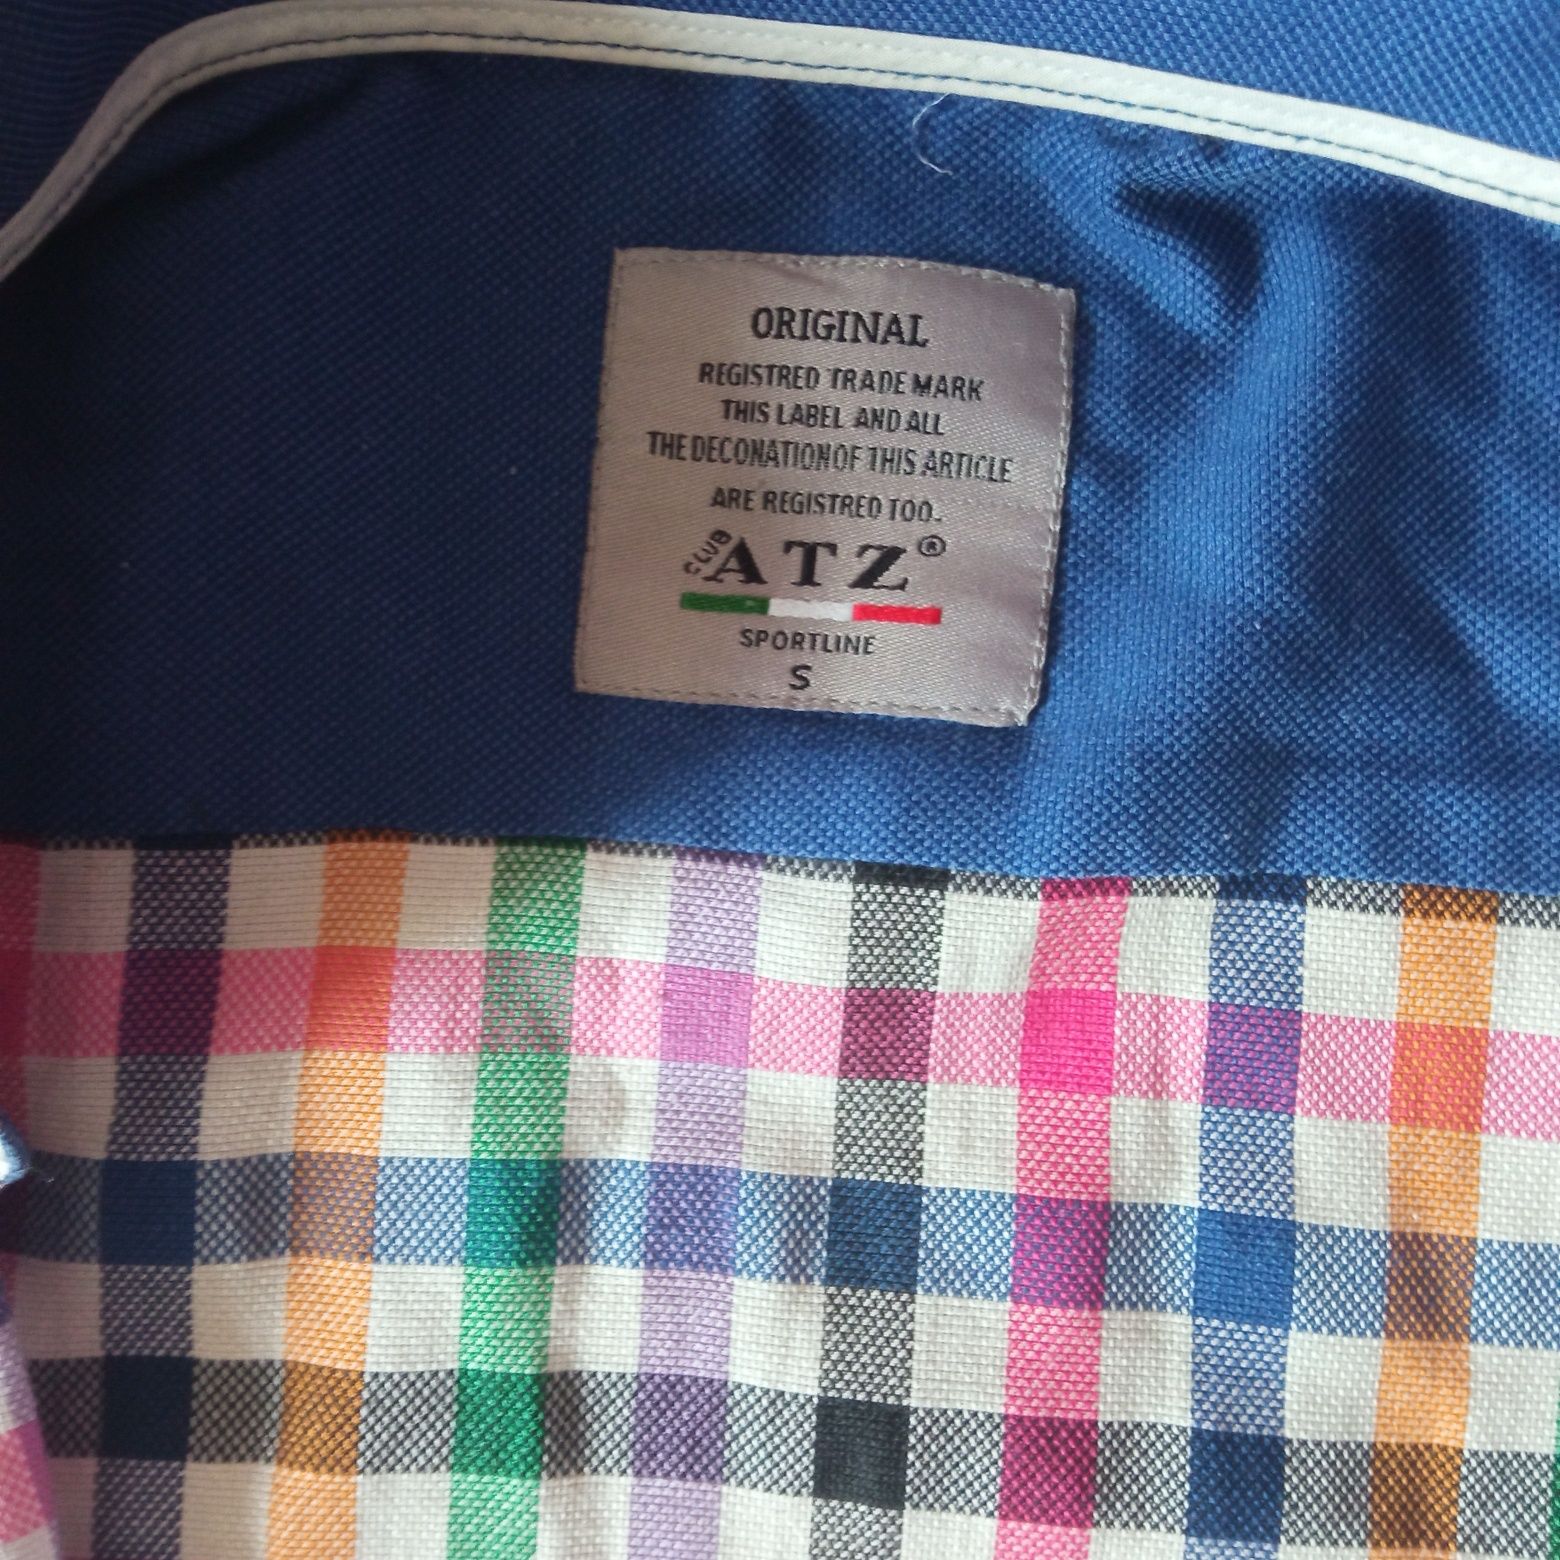 ORIGINAL
REGISTRED TRADE MARK
THIS LABEL AND ALL
THE DECONATION OF THIS ARTICLE
ARE REGISTRED TOO.
CLUB ATZ®
SPORTLINE
S